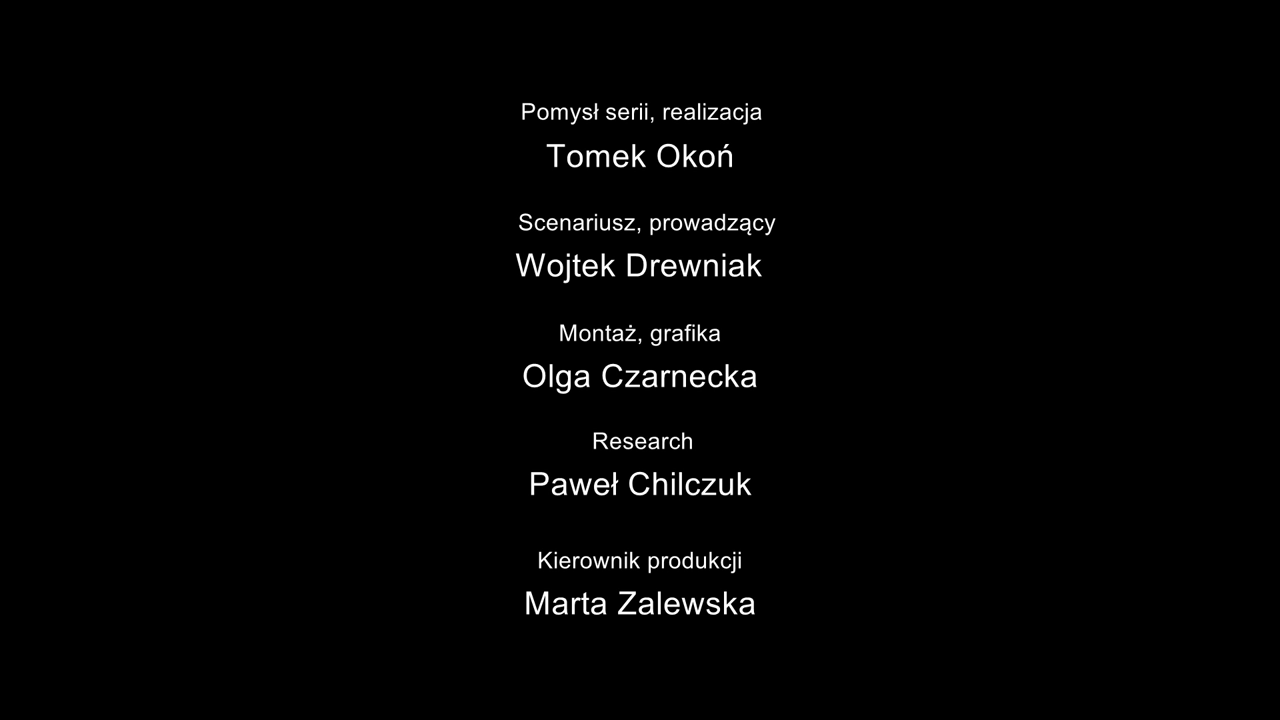 Pomysł serii, realizacja
Tomek Okoń
Scenariusz, prowadzący
Wojtek Drewniak
Montaż, grafika
Olga Czarnecka
Research
Paweł Chilczuk
Kierownik produkcji
Marta Zalewska